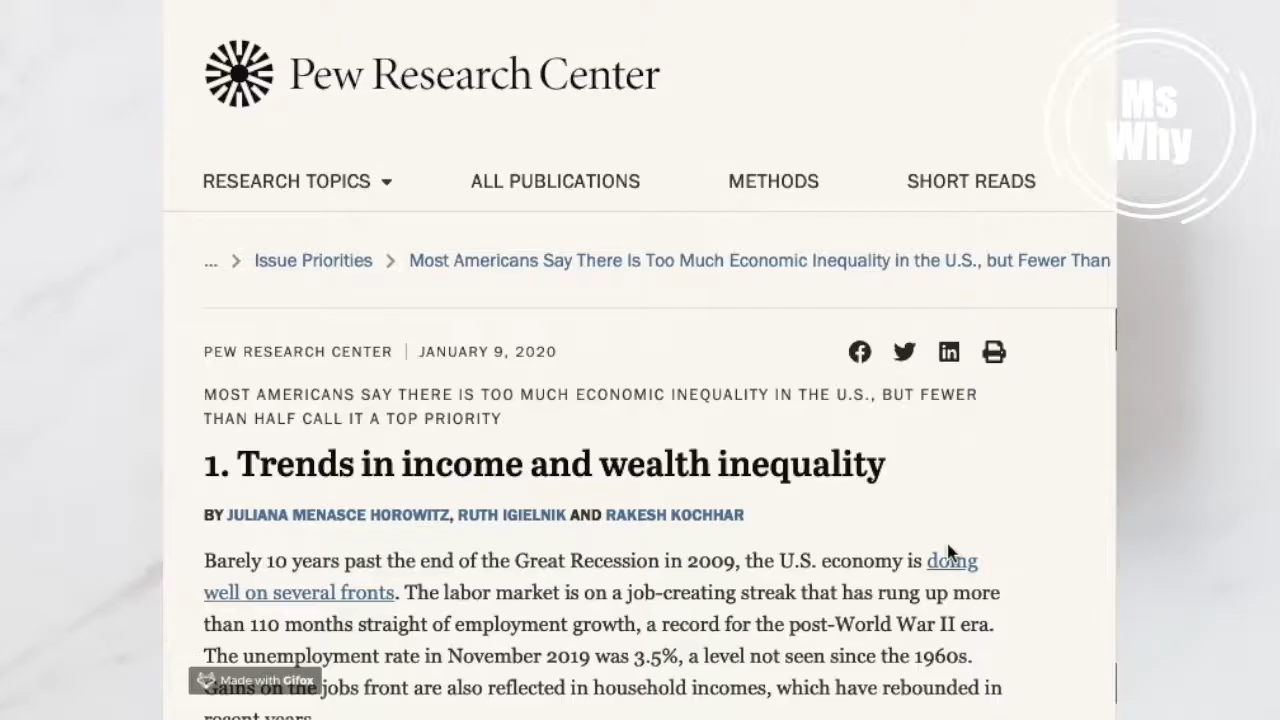 Pew Research Center
Ms
Why
RESEARCH TOPICS ALL PUBLICATIONS METHODS SHORT READS
... > Issue Priorities > Most Americans Say There Is Too Much Economic Inequality in the U.S., but Fewer Than
PEW RESEARCH CENTER | JANUARY 9, 2020
MOST AMERICANS SAY THERE IS TOO MUCH ECONOMIC INEQUALITY IN THE U.S., BUT FEWER
THAN HALF CALL IT A TOP PRIORITY
1. Trends in income and wealth inequality
BY JULIANA MENASCE HOROWITZ, RUTH IGIELNIK AND RAKESH KOCHHAR
Barely 10 years past the end of the Great Recession in 2009, the U.S. economy is doing
well on several fronts. The labor market is on a job-creating streak that has rung up more
than 110 months straight of employment growth, a record for the post-World War II era.
The unemployment rate in November 2019 was 3.5%, a level not seen since the 1960s.
Made with Gifox
Gains on the jobs front are also reflected in household incomes, which have rebounded in
recent years.